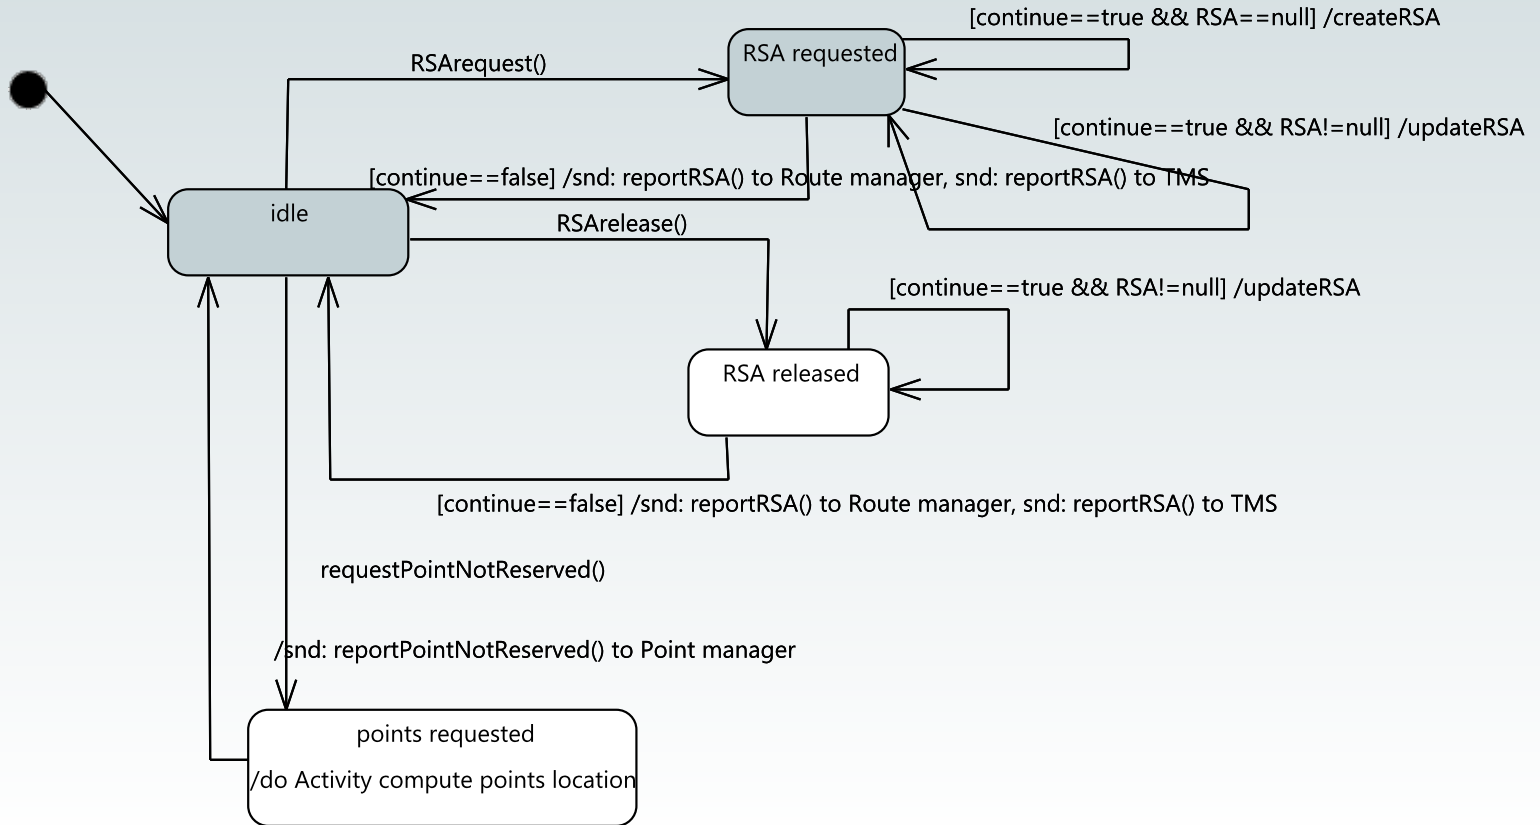 [continue==true && RSA==null] /createRSA
RSA requested
RSArequest()
[continue==true && RSA!=null] /updateRSA
[continue==false] /snd: reportRSA() to Route manager, snd: reportRSA() to TMS
idle
RSArelease()
[continue==true && RSA!=null] /updateRSA
RSA released
[continue==false] /snd: reportRSA() to Route manager, snd: reportRSA() to TMS
requestPointNotReserved()
/snd: reportPointNotReserved() to Point manager
points requested
/do Activity compute points location